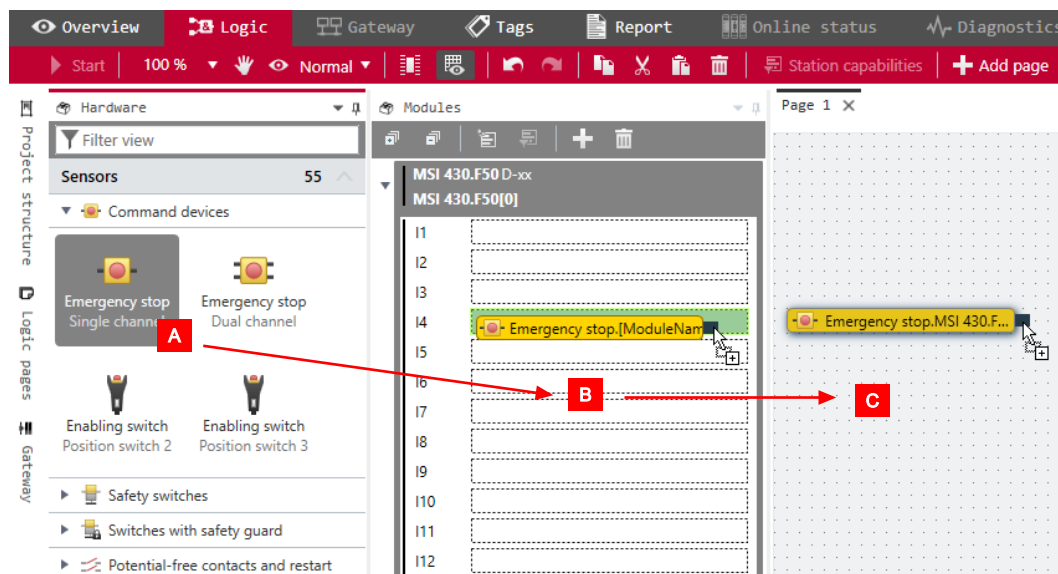 Overview Logic Gateway Tags Report Online status Diagnostics
Start 100 % Normal Station capabilities Add page
Project structure
Logic pages
Gateway
Hardware
Filter view
Sensors 55
Command devices
Emergency stop Emergency stop
Single channel Dual channel
A
Enabling switch Enabling switch
Position switch 2 Position switch 3
Safety switches
Switches with safety guard
Potential-free contacts and restart
Modules
MSI 430.F50 D-xx
MSI 430.F50[0]
I1
I2
I3
I4 Emergency stop.[ModuleNam
I5
I6
B
I7
I8
I9
I10
I11
I12
Page 1
Emergency stop.MSI 430.F...
C